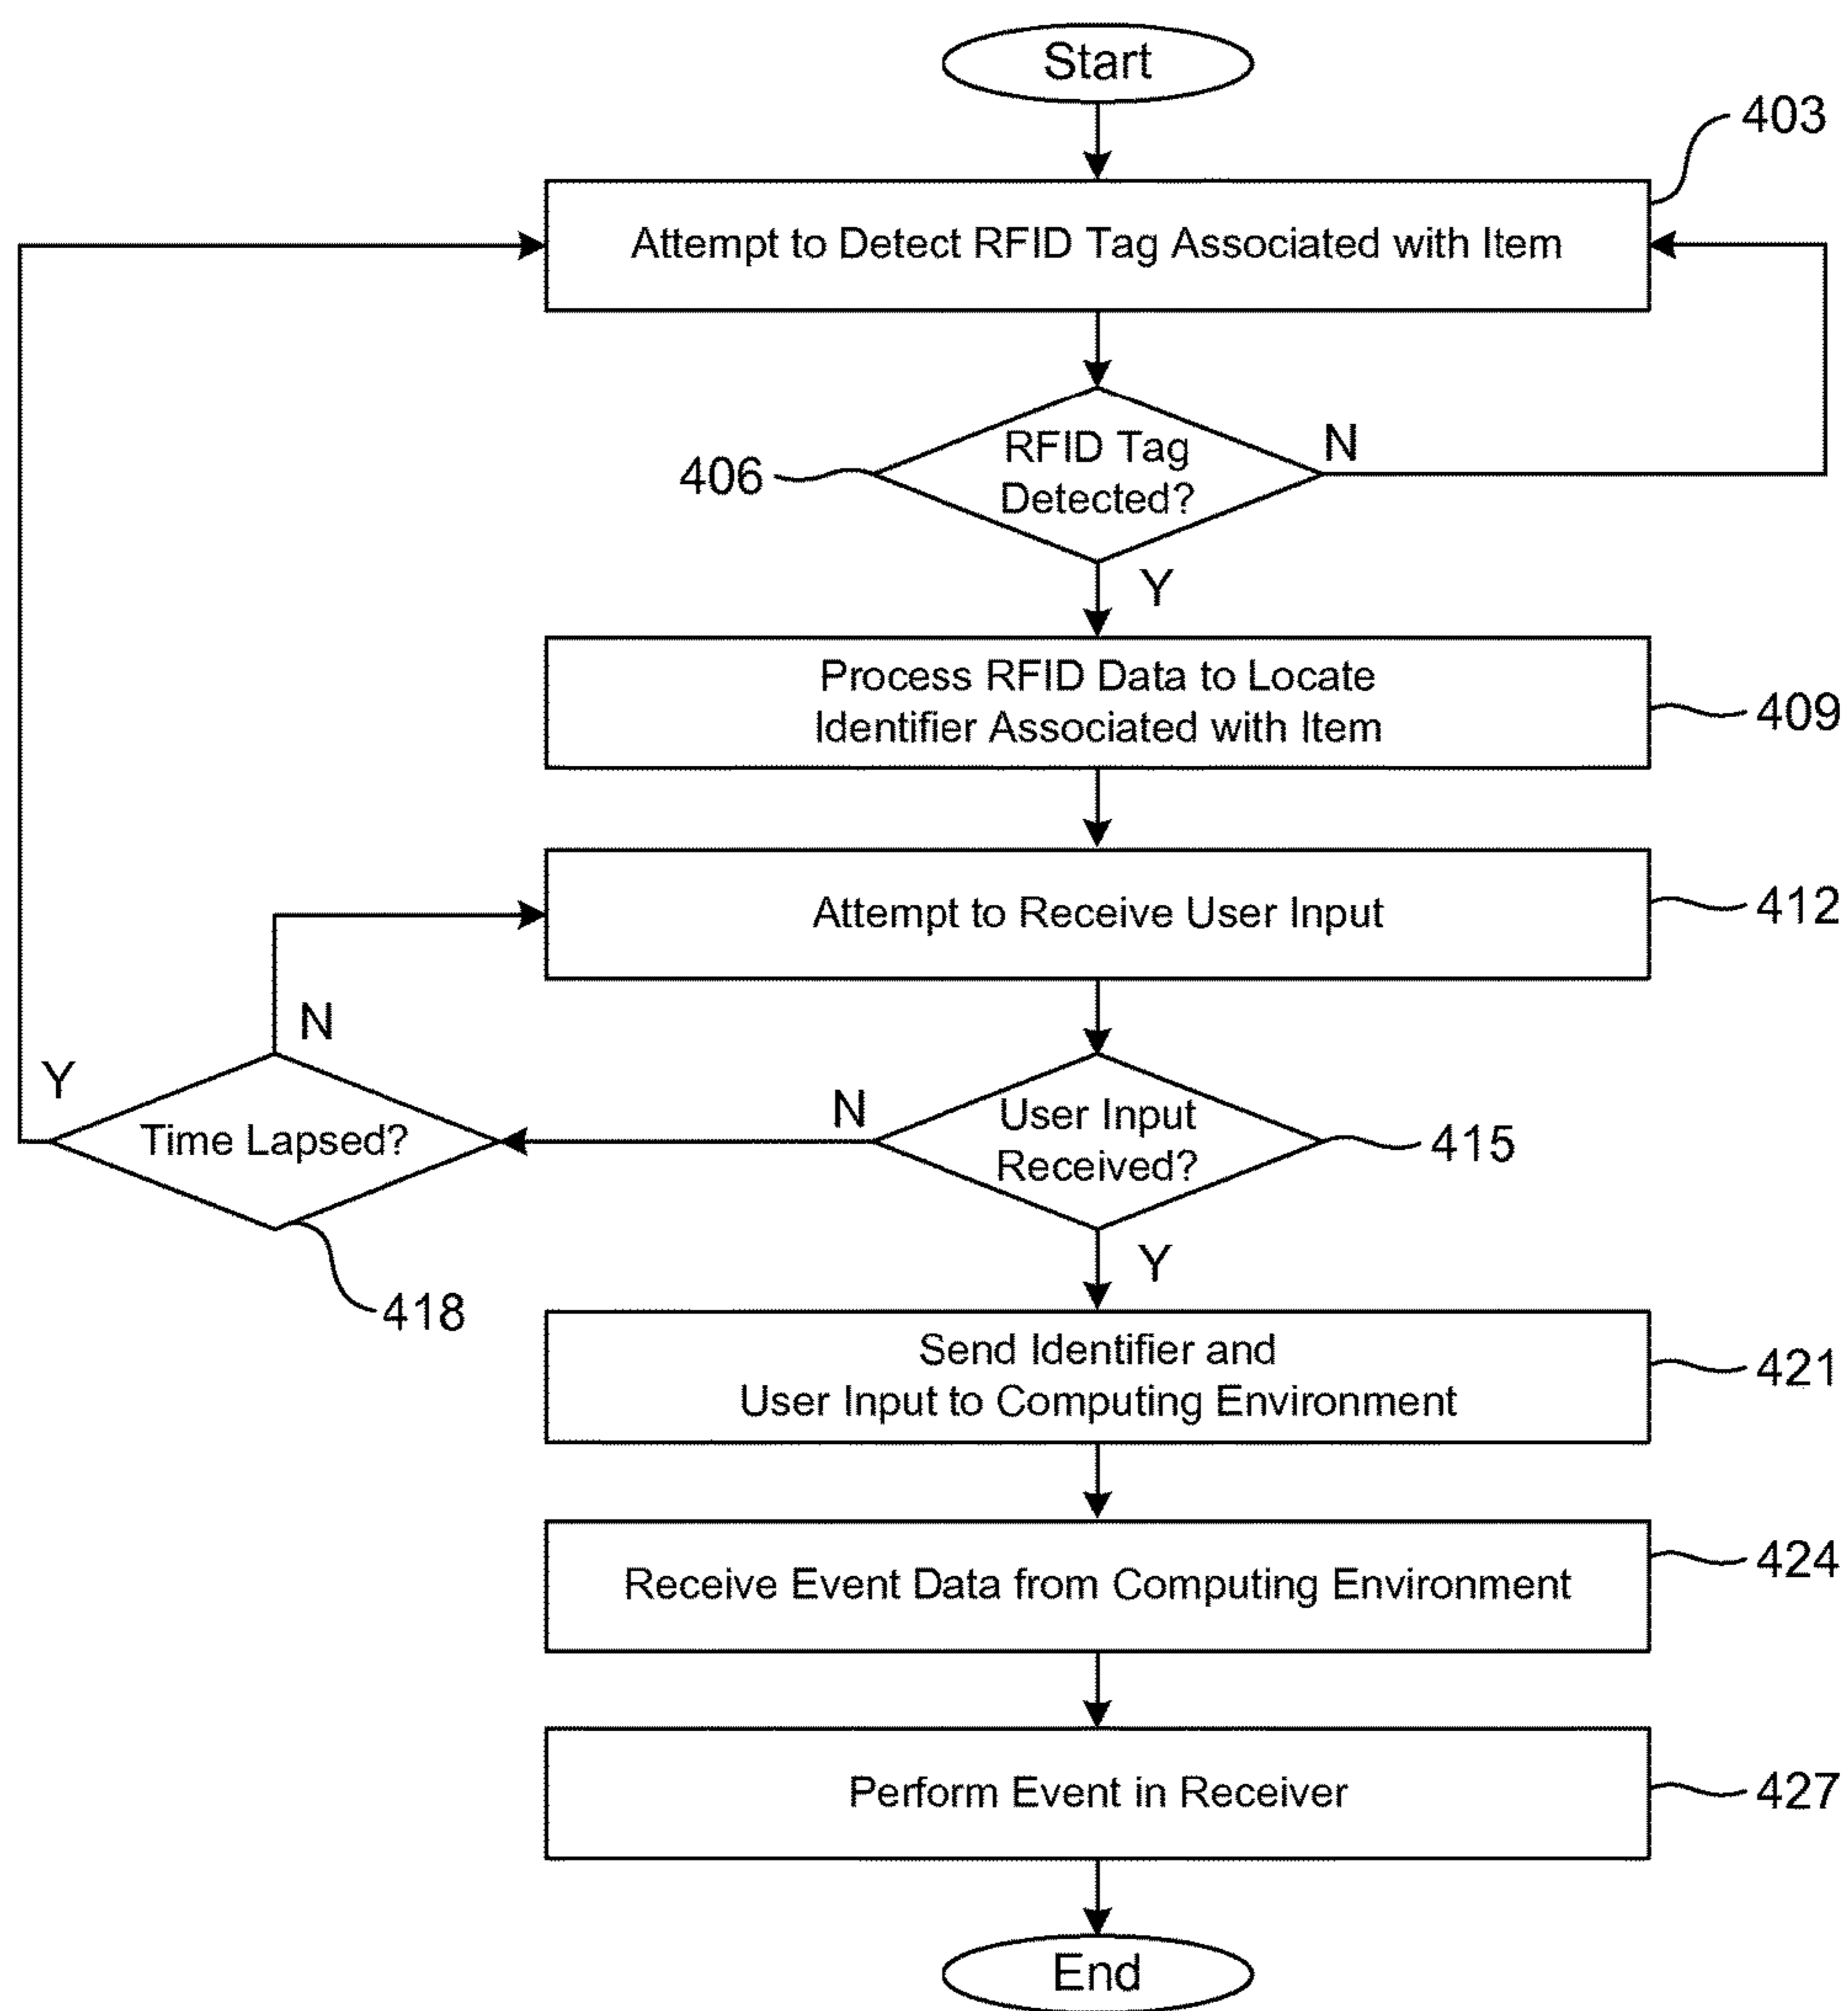 Start
403
Attempt to Detect RFID Tag Associated with Item
RFID Tag
Detected?
N
406
Y
Process RFID Data to Locate
Identifier Associated with Item
409
Attempt to Receive User Input
412
N
Y
Time Lapsed?
N
User Input
Received?
415
418
Y
Send Identifier and
User Input to Computing Environment
421
Receive Event Data from Computing Environment
424
Perform Event in Receiver
427
End